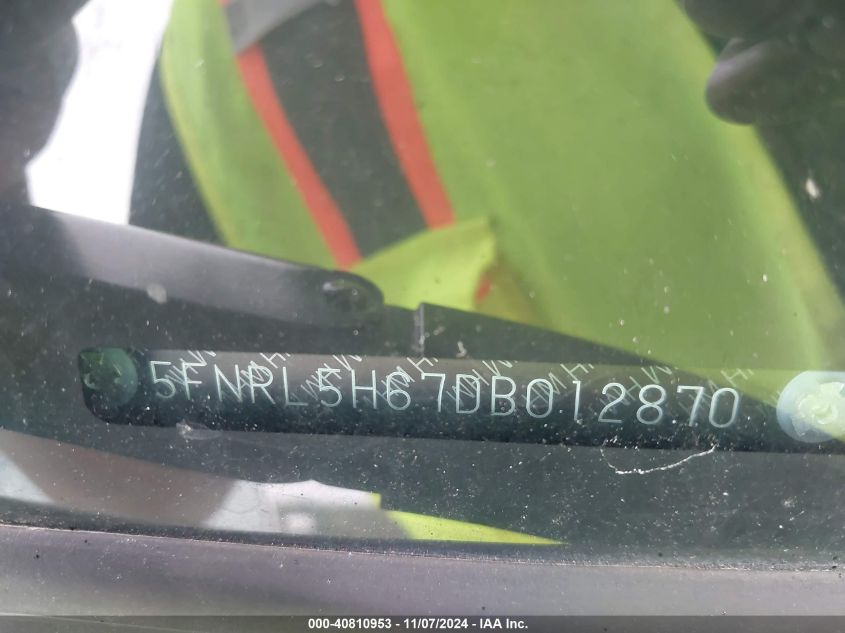 5FNRL5H67DB012870
000-40810953 - 11/07/2024 - IAA Inc.